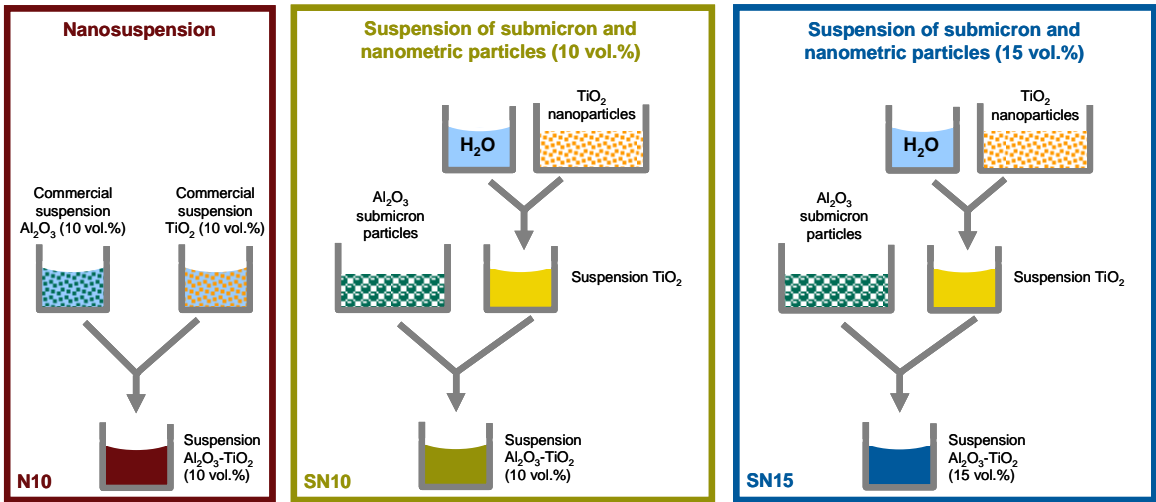 Nanosuspension
Commercial
suspension
Al₂O₃ (10 vol.%)
Commercial
suspension
TiO₂ (10 vol.%)
Suspension
Al₂O₃-TiO₂
(10 vol.%)
N10
Suspension of submicron and
nanometric particles (10 vol.%)
H₂O
TiO₂
nanoparticles
Al₂O₃
submicron
particles
Suspension TiO₂
Suspension
Al₂O₃-TiO₂
(10 vol.%)
SN10
Suspension of submicron and
nanometric particles (15 vol.%)
H₂O
TiO₂
nanoparticles
Al₂O₃
submicron
particles
Suspension TiO₂
Suspension
Al₂O₃-TiO₂
(15 vol.%)
SN15